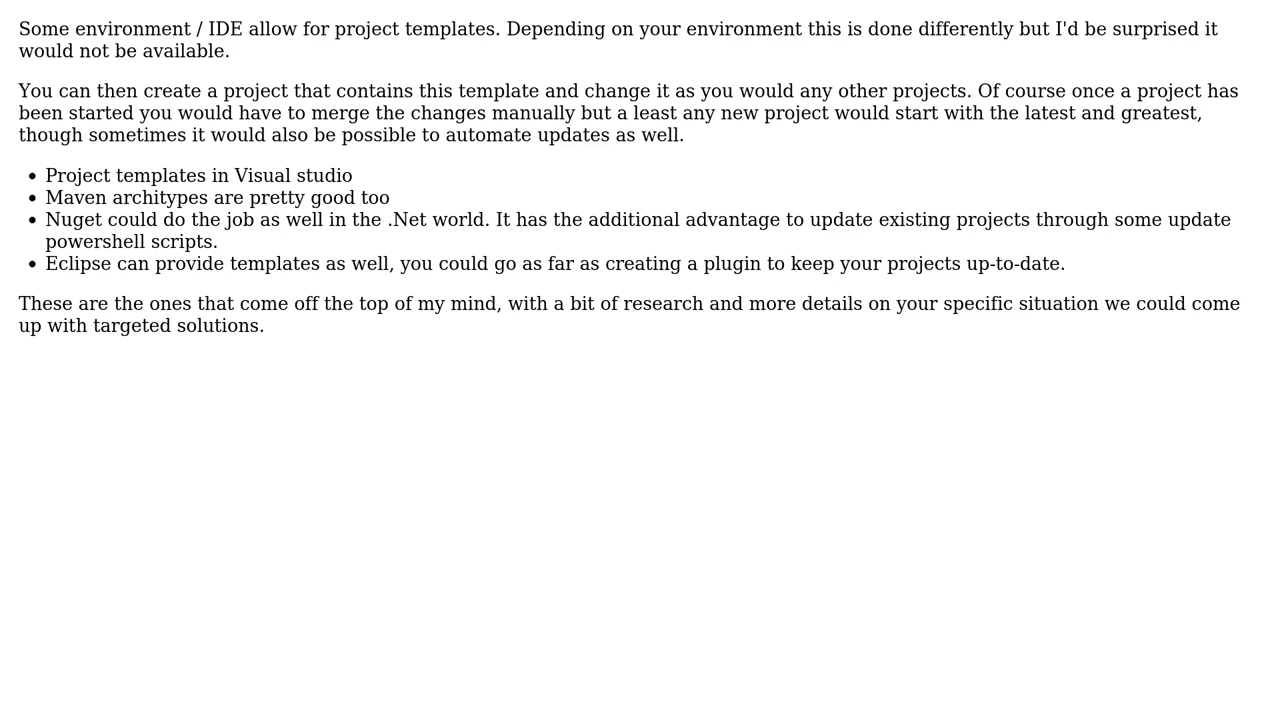 Some environment / IDE allow for project templates. Depending on your environment this is done differently but I'd be surprised it
would not be available.
You can then create a project that contains this template and change it as you would any other projects. Of course once a project has
been started you would have to merge the changes manually but a least any new project would start with the latest and greatest,
though sometimes it would also be possible to automate updates as well.
• Project templates in Visual studio
• Maven architypes are pretty good too
• Nuget could do the job as well in the .Net world. It has the additional advantage to update existing projects through some update
powershell scripts.
• Eclipse can provide templates as well, you could go as far as creating a plugin to keep your projects up-to-date.
These are the ones that come off the top of my mind, with a bit of research and more details on your specific situation we could come
up with targeted solutions.